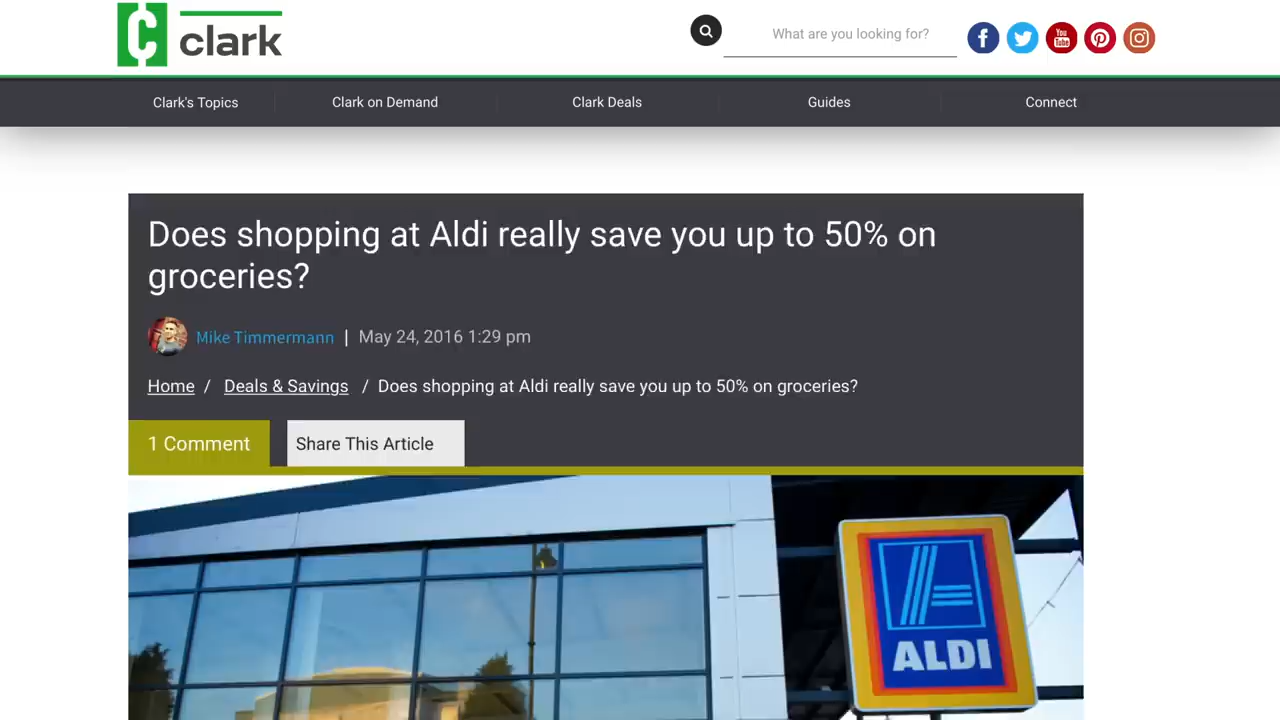 clark
What are you looking for?
You
Tube
Clark's Topics
Clark on Demand
Clark Deals
Guides
Connect
Does shopping at Aldi really save you up to 50% on
groceries?
Mike Timmermann | May 24, 2016 1:29 pm
Home / Deals & Savings / Does shopping at Aldi really save you up to 50% on groceries?
1 Comment
Share This Article
ALDI